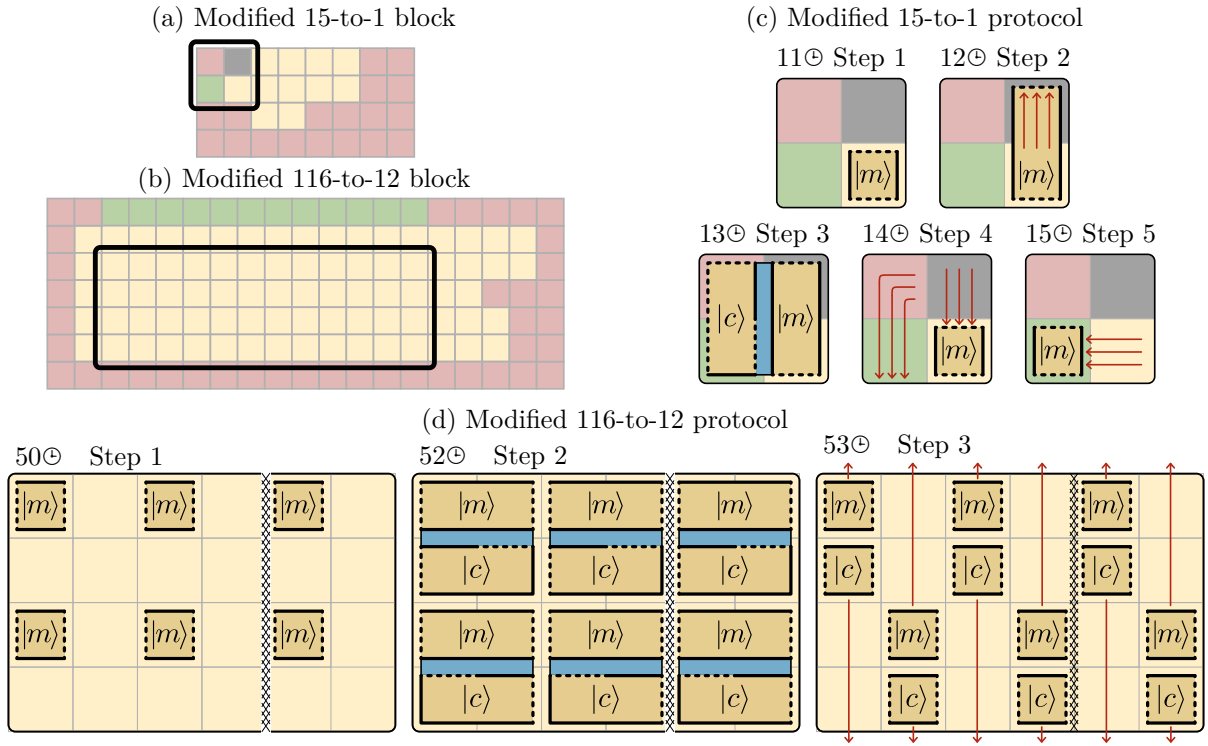 (a) Modified 15-to-1 block
(c) Modified 15-to-1 protocol
11🕒 Step 1
12🕒 Step 2
|m⟩
|m⟩
(b) Modified 116-to-12 block
13🕒 Step 3
14🕒 Step 4
15🕒 Step 5
|c⟩
|m⟩
|m⟩
|m⟩
(d) Modified 116-to-12 protocol
50🕒 Step 1
52🕒 Step 2
53🕒 Step 3
|m⟩ |m⟩ |m⟩
|m⟩ |m⟩ |m⟩
|m⟩ |m⟩ |m⟩
|c⟩ |c⟩ |c⟩
|c⟩ |c⟩ |c⟩
|m⟩ |m⟩ |m⟩
|m⟩ |m⟩ |m⟩
|m⟩ |m⟩ |m⟩
|c⟩ |c⟩ |c⟩
|c⟩ |c⟩ |c⟩